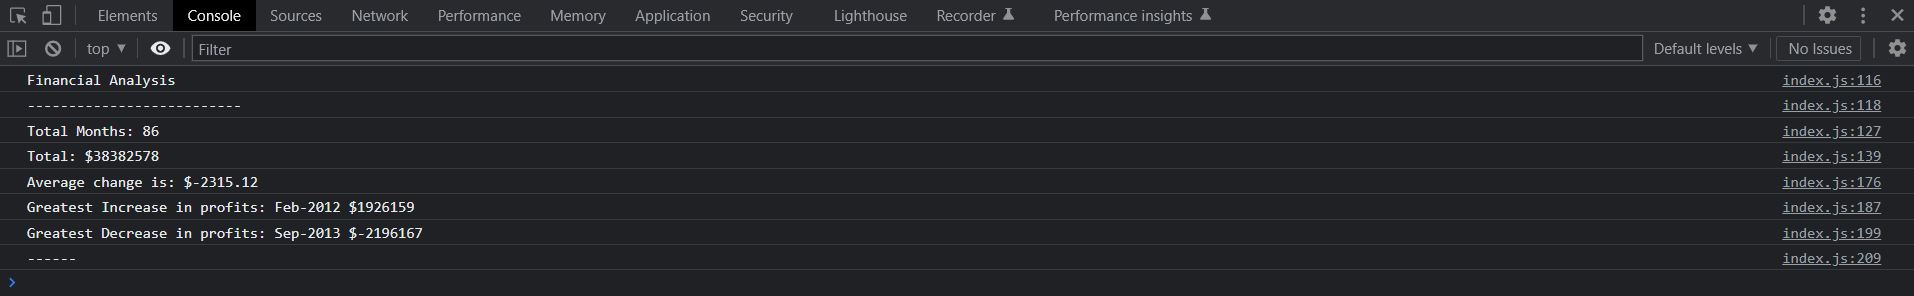 Elements Console Sources Network Performance Memory Application Security Lighthouse Recorder Performance insights
top Filter Default levels No Issues
Financial Analysis index.js:116
-------------------------- index.js:118
Total Months: 86 index.js:127
Total: $38382578 index.js:139
Average change is: $-2315.12 index.js:176
Greatest Increase in profits: Feb-2012 $1926159 index.js:187
Greatest Decrease in profits: Sep-2013 $-2196167 index.js:199
------ index.js:209